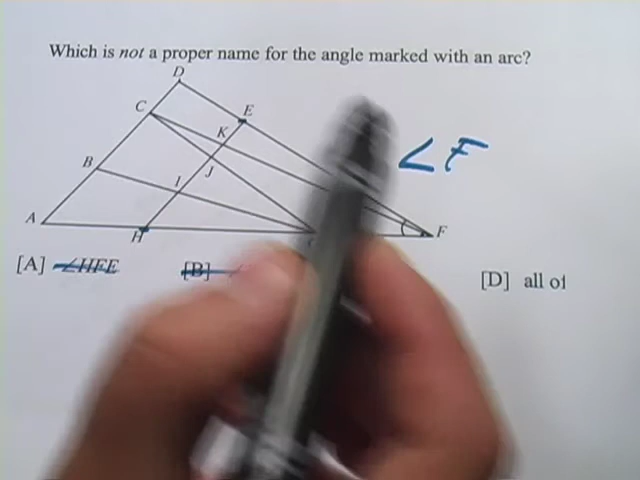 Which is not a proper name for the angle marked with an arc?
D
C
E
K
∠F
B
J
I
A
H
F
[A] ∠HFE
[B]
[D] all of